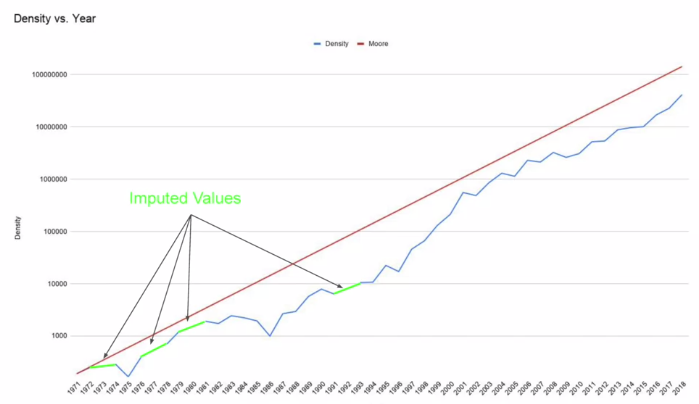 Density vs. Year
Density Moore
100000000
10000000
1000000
100000
10000
1000
Density
Imputed Values
1971 1972 1973 1974 1975 1976 1977 1978 1979 1980 1981 1982 1983 1984 1985 1986 1987 1988 1989 1990 1991 1992 1993 1994 1995 1996 1997 1998 1999 2000 2001 2002 2003 2004 2005 2006 2007 2008 2009 2010 2011 2012 2013 2014 2015 2016 2017 2018